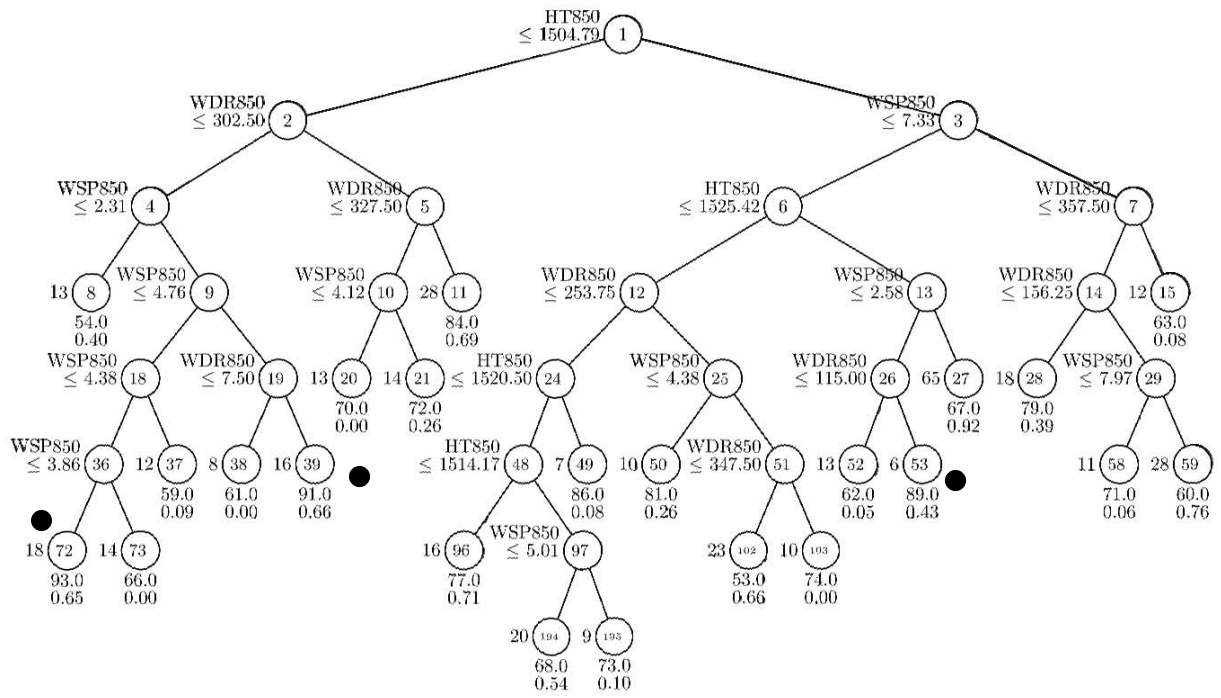 HT850
≤ 1504.79 1
WDR850
≤ 302.50 2
WSP850
≤ 7.33 3
WSP850
≤ 2.31 4
WDR850
≤ 327.50 5
HT850
≤ 1525.42 6
WDR850
≤ 357.50 7
13 8
54.0
0.40
WSP850
≤ 4.76 9
WSP850
≤ 4.12 10
28 11
84.0
0.69
WDR850
≤ 253.75 12
WSP850
≤ 2.58 13
WDR850
≤ 156.25 14
12 15
63.0
0.08
WSP850
≤ 4.38 18
WDR850
≤ 7.50 19
13 20
70.0
0.00
14 21
72.0
0.26
HT850
≤ 1520.50 24
WSP850
≤ 4.38 25
WDR850
≤ 115.00 26
65 27
67.0
0.92
18 28
79.0
0.39
WSP850
≤ 7.97 29
WSP850
≤ 3.86 36
12 37
59.0
0.09
8 38
61.0
0.00
16 39
91.0
0.66
HT850
≤ 1514.17 48
7 49
86.0
0.08
10 50
81.0
0.26
WDR850
≤ 347.50 51
13 52
62.0
0.05
6 53
89.0
0.43
11 58
71.0
0.06
28 59
60.0
0.76
18 72
93.0
0.65
14 73
66.0
0.00
16 96
77.0
0.71
WSP850
≤ 5.01 97
23 102
53.0
0.66
10 193
74.0
0.00
20 194
68.0
0.54
9 195
73.0
0.10